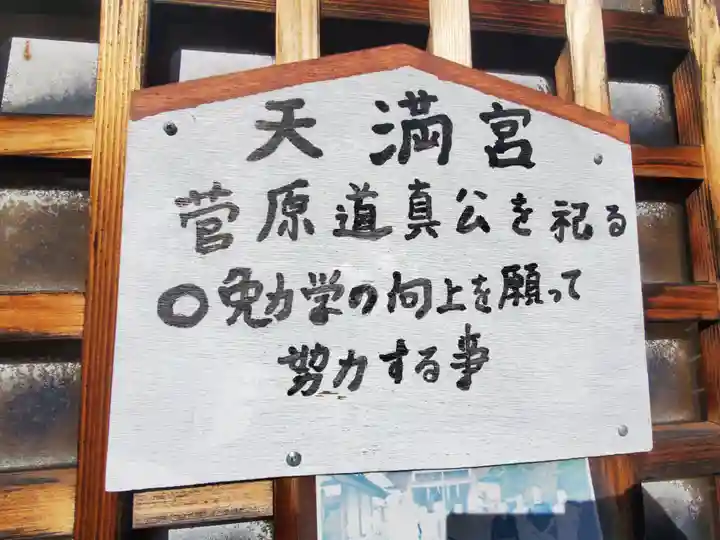 天満宮
菅原道真公を祀る
○勉学の向上を願って
努力する事